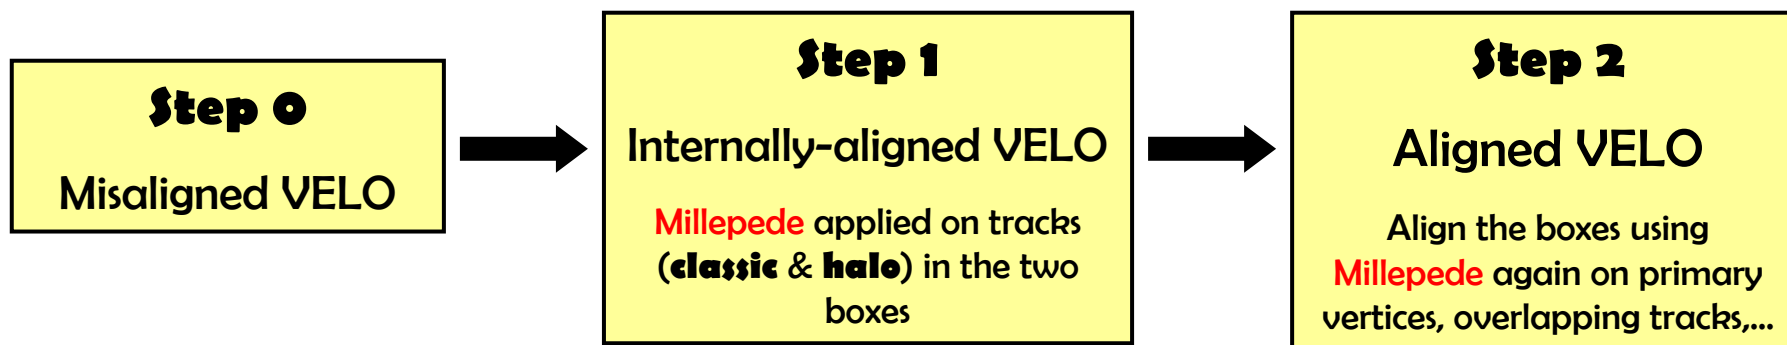 Step 0
Misaligned VELO
Step 1
Internally-aligned VELO
Millepede applied on tracks
(classic & halo) in the two
boxes
Step 2
Aligned VELO
Align the boxes using
Millepede again on primary
vertices, overlapping tracks,...